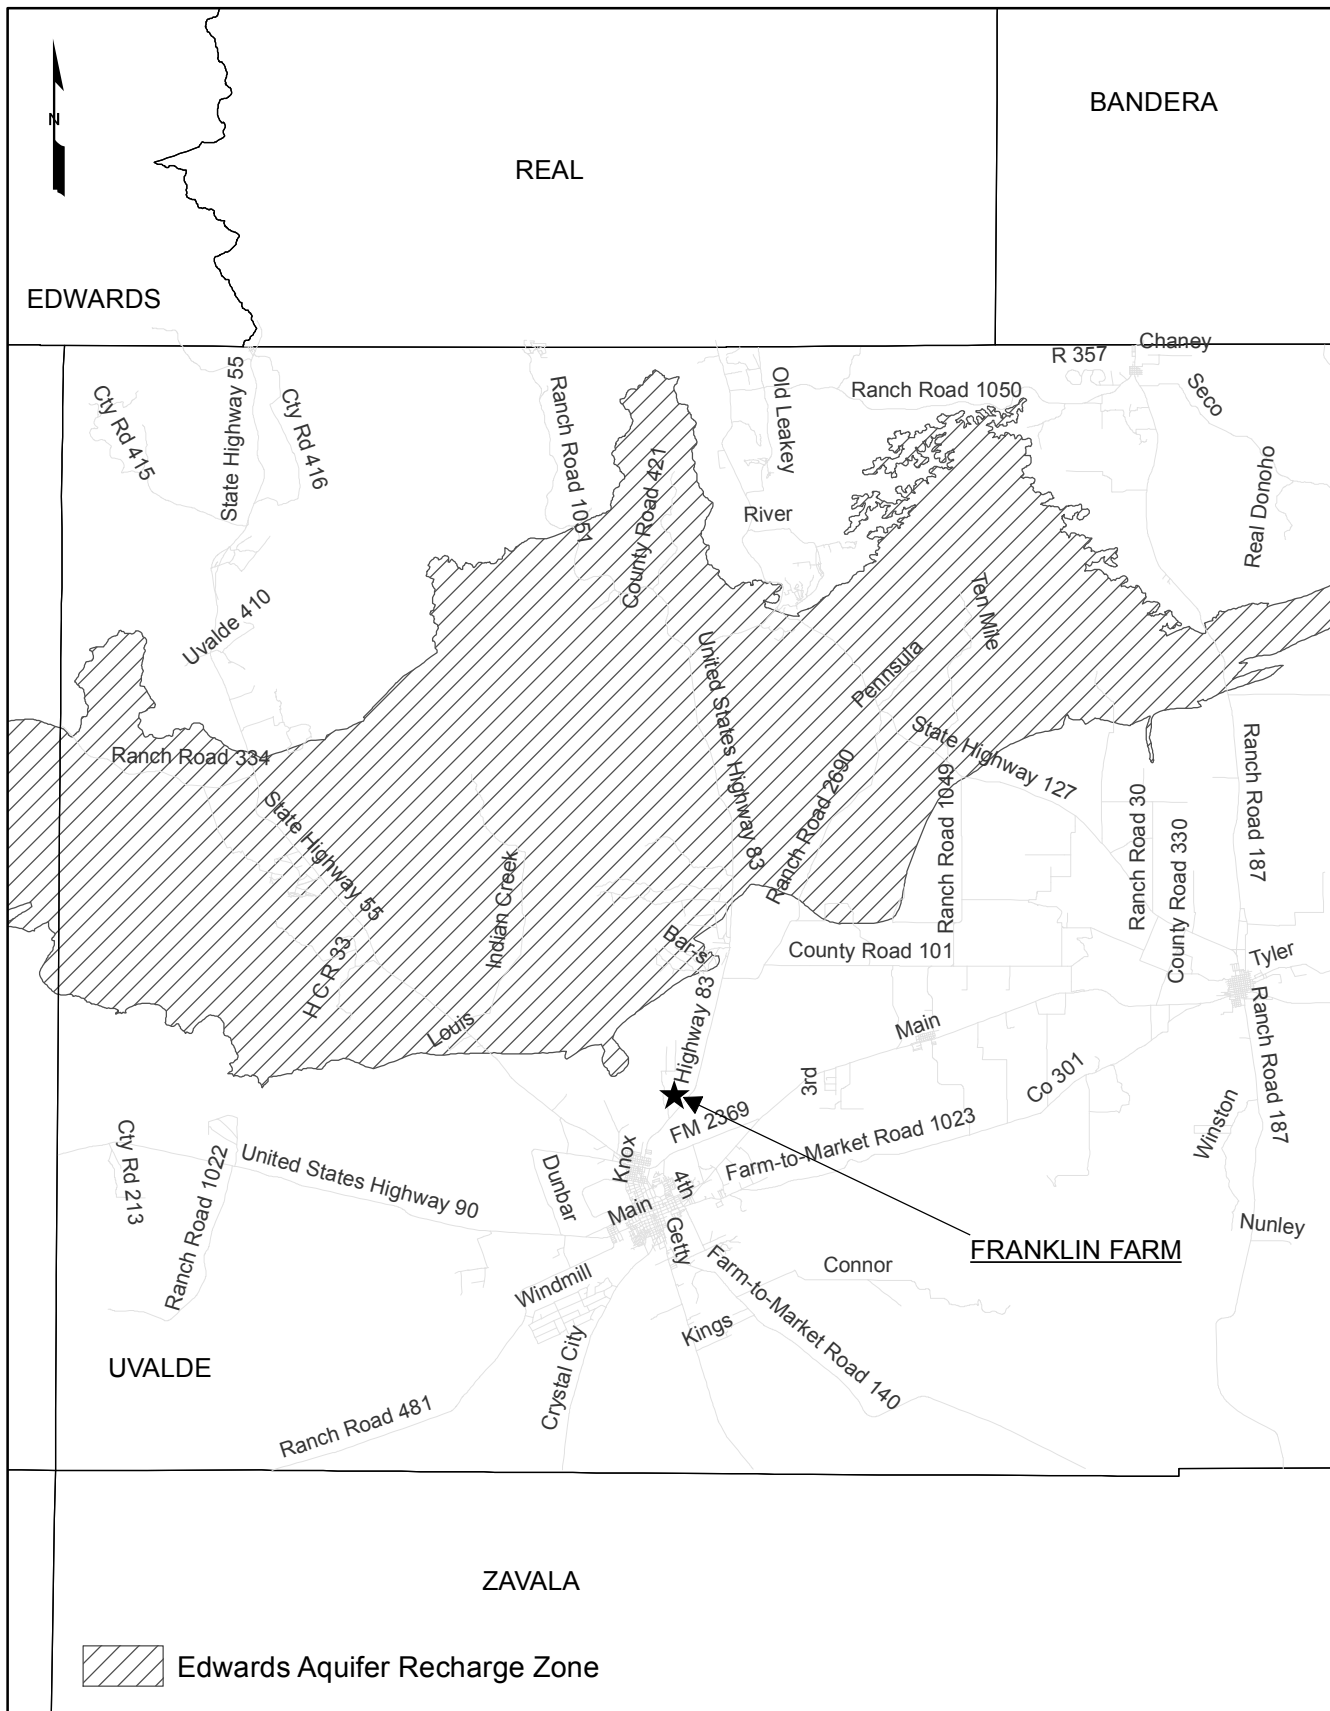 BANDERA
N
REAL
EDWARDS
Chaney
R 357
Seco
State Highway 55
Cty Rd 415
Cty Rd 416
Ranch Road 1051
Old Leakey
Ranch Road 1050
County Road 421
River
Real Donoho
Ten Mile
Uvalde 410
United States Highway 83
Pennsula
State Highway 127
Ranch Road 334
Ranch Road 2690
Ranch Road 1049
Ranch Road 30
County Road 330
Ranch Road 187
State Highway 55
Indian Creek
H C R 33
Bar-s
County Road 101
Tyler
Louis
Highway 83
Main
Ranch Road 187
3rd
Co 301
FM 2369
Farm-to-Market Road 1023
Winston
Cty Rd 213
Ranch Road 1022
United States Highway 90
Dunbar
Knox
4th
Main
Getty
Nunley
FRANKLIN FARM
Connor
Windmill
Farm-to-Market Road 140
Kings
Crystal City
UVALDE
Ranch Road 481
ZAVALA
Edwards Aquifer Recharge Zone